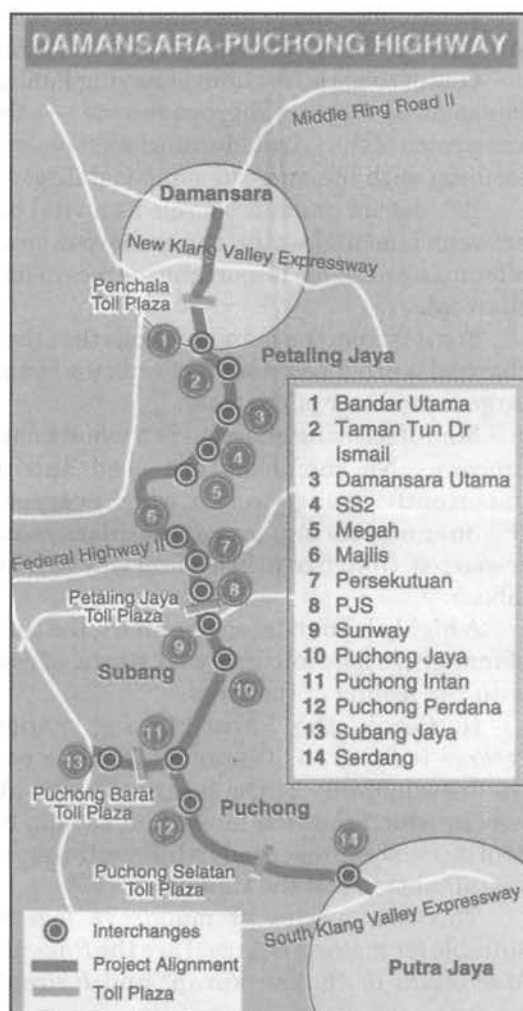 DAMANSARA-PUCHONG HIGHWAY
Middle Ring Road II
Damansara
New Klang Valley Expressway
Penchala
Toll Plaza
1
Petaling Jaya
2
3
4
5
6
1 Bandar Utama
2 Taman Tun Dr
Ismail
3 Damansara Utama
4 SS2
5 Megah
6 Majlis
7 Persekutuan
8 PJS
9 Sunway
10 Puchong Jaya
11 Puchong Intan
12 Puchong Perdana
13 Subang Jaya
14 Serdang
Federal Highway II
7
Petaling Jaya
Toll Plaza
8
9
Subang
10
11
13
Puchong Barat
Toll Plaza
Puchong
12
14
Puchong Selatan
Toll Plaza
South Klang Valley Expressway
Putra Jaya
Interchanges
Project Alignment
Toll Plaza